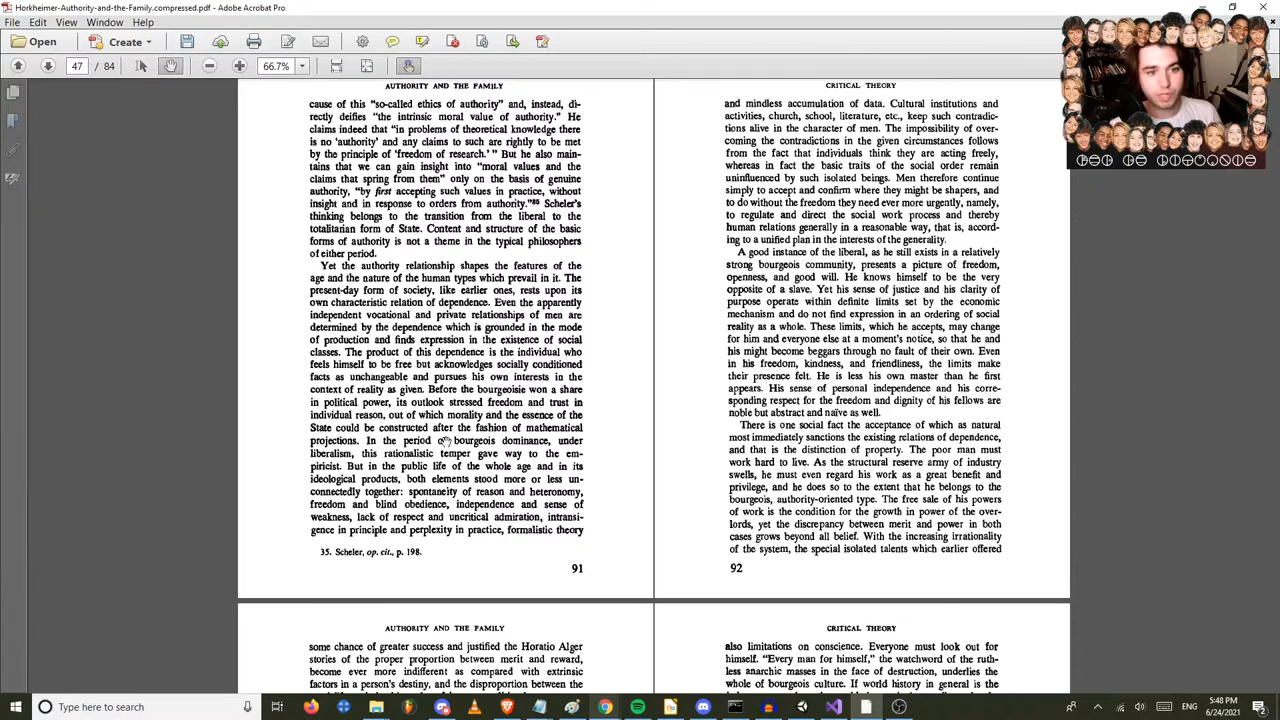 Horkheimer-Authority-and-the-Family.compressed.pdf - Adobe Acrobat Pro
File Edit View Window Help
Open Create
47 / 84 66.7%
AUTHORITY AND THE FAMILY
cause of this “so-called ethics of authority” and, instead, di-
rectly deifies “the intrinsic moral value of authority.” He
claims indeed that “in problems of theoretical knowledge there
is no ‘authority’ and any claims to such are rightly to be met
by the principle of ‘freedom of research.’ ” But he also main-
tains that we can gain insight into “moral values and the
claims that spring from them” only on the basis of genuine
authority, “by first accepting such values in practice, without
insight and in response to orders from authority.”35 Scheler's
thinking belongs to the transition from the liberal to the
totalitarian form of State. Content and structure of the basic
forms of authority is not a theme in the typical philosophers
of either period.
Yet the authority relationship shapes the features of the
age and the nature of the human types which prevail in it. The
present-day form of society, like earlier ones, rests upon its
own characteristic relation of dependence. Even the apparently
independent vocational and private relationships of men are
determined by the dependence which is grounded in the mode
of production and finds expression in the existence of social
classes. The product of this dependence is the individual who
feels himself to be free but acknowledges socially conditioned
facts as unchangeable and pursues his own interests in the
context of reality as given. Before the bourgeoisie won a share
in political power, its outlook stressed freedom and trust in
individual reason, out of which morality and the essence of the
State could be constructed after the fashion of mathematical
projections. In the period of bourgeois dominance, under
liberalism, this rationalistic temper gave way to the em-
piricist. But in the public life of the whole age and in its
ideological products, both elements stood more or less un-
connectedly together: spontaneity of reason and heteronomy,
freedom and blind obedience, independence and sense of
weakness, lack of respect and uncritical admiration, intransi-
gence in principle and perplexity in practice, formalistic theory
35. Scheler, op. cit., p. 198.
91
CRITICAL THEORY
and mindless accumulation of data. Cultural institutions and
activities, church, school, literature, etc., keep such contradic-
tions alive in the character of men. The impossibility of over-
coming the contradictions in the given circumstances follows
from the fact that individuals think they are acting freely,
whereas in fact the basic traits of the social order remain
uninfluenced by such isolated beings. Men therefore continue
simply to accept and confirm where they might be shapers, and
to do without the freedom they need ever more urgently, namely,
to regulate and direct the social work process and thereby
human relations generally in a reasonable way, that is, accord-
ing to a unified plan in the interests of the generality.
A good instance of the liberal, as he still exists in a relatively
strong bourgeois community, presents a picture of freedom,
openness, and good will. He knows himself to be the very
opposite of a slave. Yet his sense of justice and his clarity of
purpose operate within definite limits set by the economic
mechanism and do not find expression in an ordering of social
reality as a whole. These limits, which he accepts, may change
for him and everyone else at a moment's notice, so that he and
his might become beggars through no fault of their own. Even
in his freedom, kindness, and friendliness, the limits make
their presence felt. He is less his own master than he first
appears. His sense of personal independence and his corre-
sponding respect for the freedom and dignity of his fellows are
noble but abstract and naïve as well.
There is one social fact the acceptance of which as natural
most immediately sanctions the existing relations of dependence,
and that is the distinction of property. The poor man must
work hard to live. As the structural reserve army of industry
swells, he must even regard his work as a great benefit and
privilege, and he does so to the extent that he belongs to the
bourgeois, authority-oriented type. The free sale of his powers
of work is the condition for the growth in power of the over-
lords, yet the discrepancy between merit and power in both
cases grows beyond all belief. With the increasing irrationality
of the system, the special isolated talents which earlier offered
92
AUTHORITY AND THE FAMILY
some chance of greater success and justified the Horatio Alger
stories of the proper proportion between merit and reward,
become ever more indifferent as compared with extrinsic
factors in a person's destiny, and the disproportion between the
CRITICAL THEORY
also limitations on conscience. Everyone must look out for
himself. “Every man for himself,” the watchword of the ruth-
less anarchic masses in the face of destruction, underlies the
whole of bourgeois culture. If world history in general is the
Type here to search
5:48 PM
ENG
6/24/2021